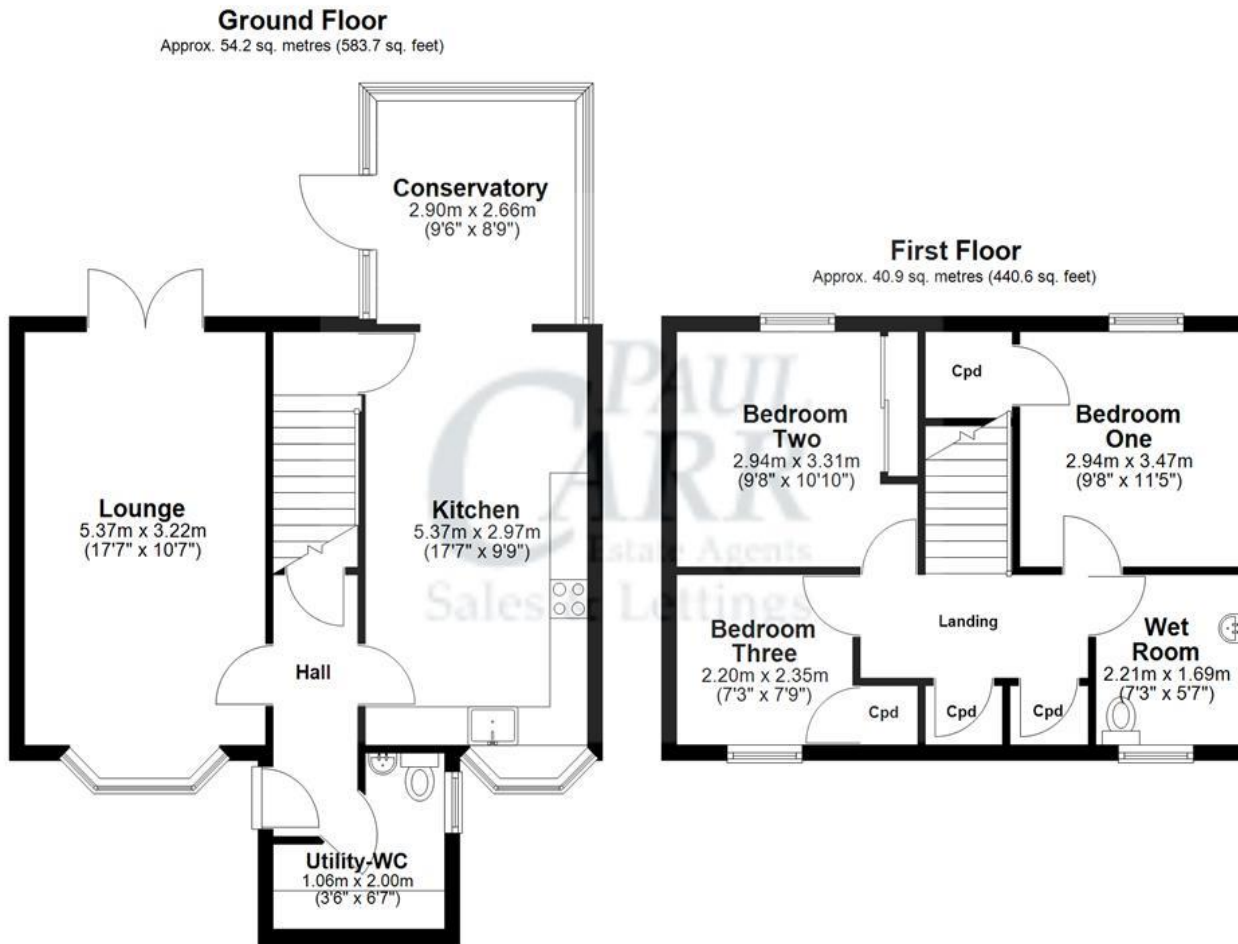 Ground Floor
Approx. 54.2 sq. metres (583.7 sq. feet)
Conservatory
2.90m x 2.66m
(9'6" x 8'9")
Lounge
5.37m x 3.22m
(17'7" x 10'7")
Kitchen
5.37m x 2.97m
(17'7" x 9'9")
Hall
Utility-WC
1.06m x 2.00m
(3'6" x 6'7")
First Floor
Approx. 40.9 sq. metres (440.6 sq. feet)
Bedroom
Two
2.94m x 3.31m
(9'8" x 10'10")
Cpd
Bedroom
One
2.94m x 3.47m
(9'8" x 11'5")
Bedroom
Three
2.20m x 2.35m
(7'3" x 7'9")
Cpd
Landing
Cpd
Cpd
Wet
Room
2.21m x 1.69m
(7'3" x 5'7")
PAUL
CARR
Estate Agents
Sales & Lettings